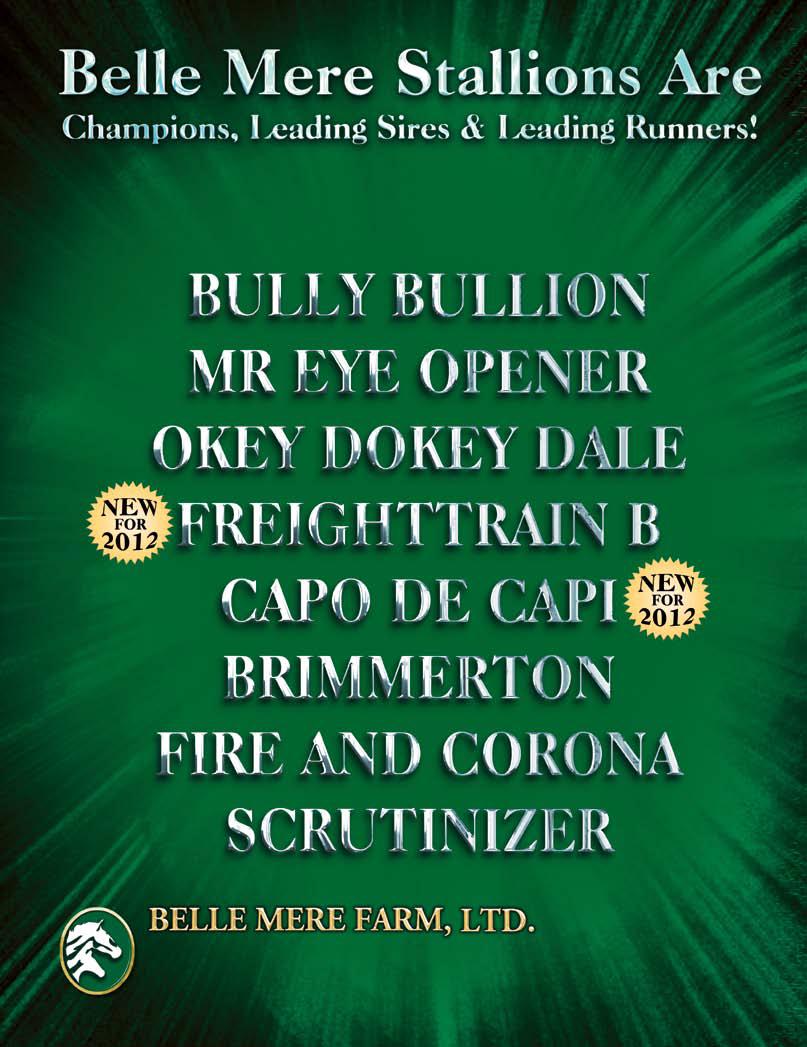 Belle Mere Stallions Are
Champions, Leading Sires & Leading Runners!
BULLY BULLION
MR EYE OPENER
OKEY DOKEY DALE
NEW
FOR
2012
FREIGHTTRAIN B
CAPO DE CAPI
NEW
FOR
2012
BRIMMERTON
FIRE AND CORONA
SCRUTINIZER
BELLE MERE FARM, LTD.